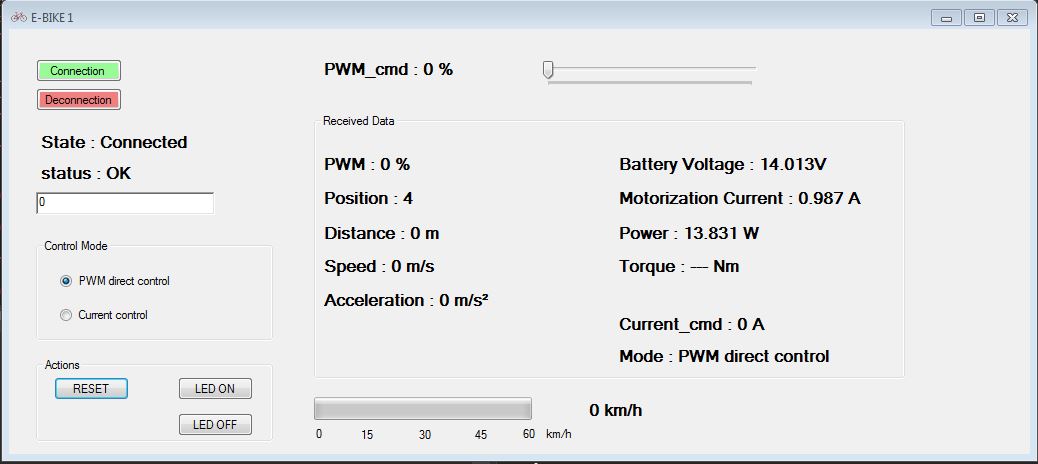 E-BIKE 1
Connection
Deconnection
State : Connected
status : OK
0
Control Mode
PWM direct control
Current control
Actions
RESET
LED ON
LED OFF
PWM_cmd : 0 %
Received Data
PWM : 0 %
Position : 4
Distance : 0 m
Speed : 0 m/s
Acceleration : 0 m/s²
Battery Voltage : 14.013V
Motorization Current : 0.987 A
Power : 13.831 W
Torque : --- Nm
Current_cmd : 0 A
Mode : PWM direct control
0 km/h
0 15 30 45 60 km/h